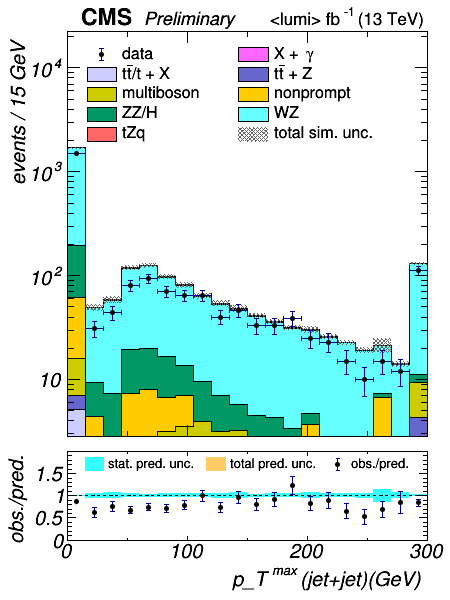 CMS Preliminary <lumi> fb⁻¹ (13 TeV)
events / 15 GeV
10⁴
10³
10²
10
data
X + γ
tt̄/t + X
tt̄ + Z
multiboson
nonprompt
ZZ/H
WZ
tZ̄q
total sim. unc.
obs./pred.
1.5
1
0.5
0
stat. pred. unc. total pred. unc. obs./pred.
0 100 200 300
p_T^max (jet+jet)(GeV)